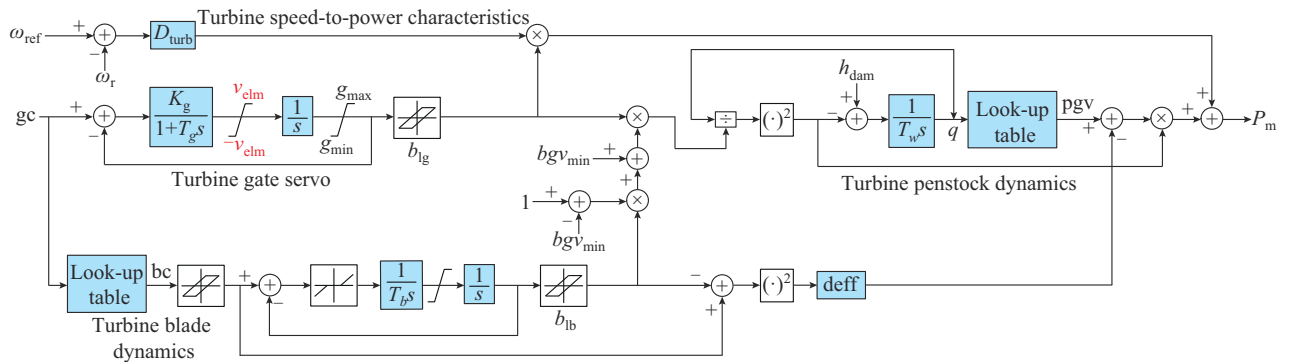 Turbine speed-to-power characteristics
ω_ref + + D_turb ×
− ω_r
h_dam
gc + + K_g / 1+T_g s v_elm −v_elm 1/s g_max g_min b_lg × ÷ (·)² − + + 1/T_w s q Look-up table pgv + + − × + + + P_m
−
Turbine gate servo
bgv_min + +
+
Turbine penstock dynamics
1 + + ×
−
bgv_min
Look-up table bc + + − 1/T_b s 1/s b_lb − + + (·)² deff
Turbine blade
dynamics